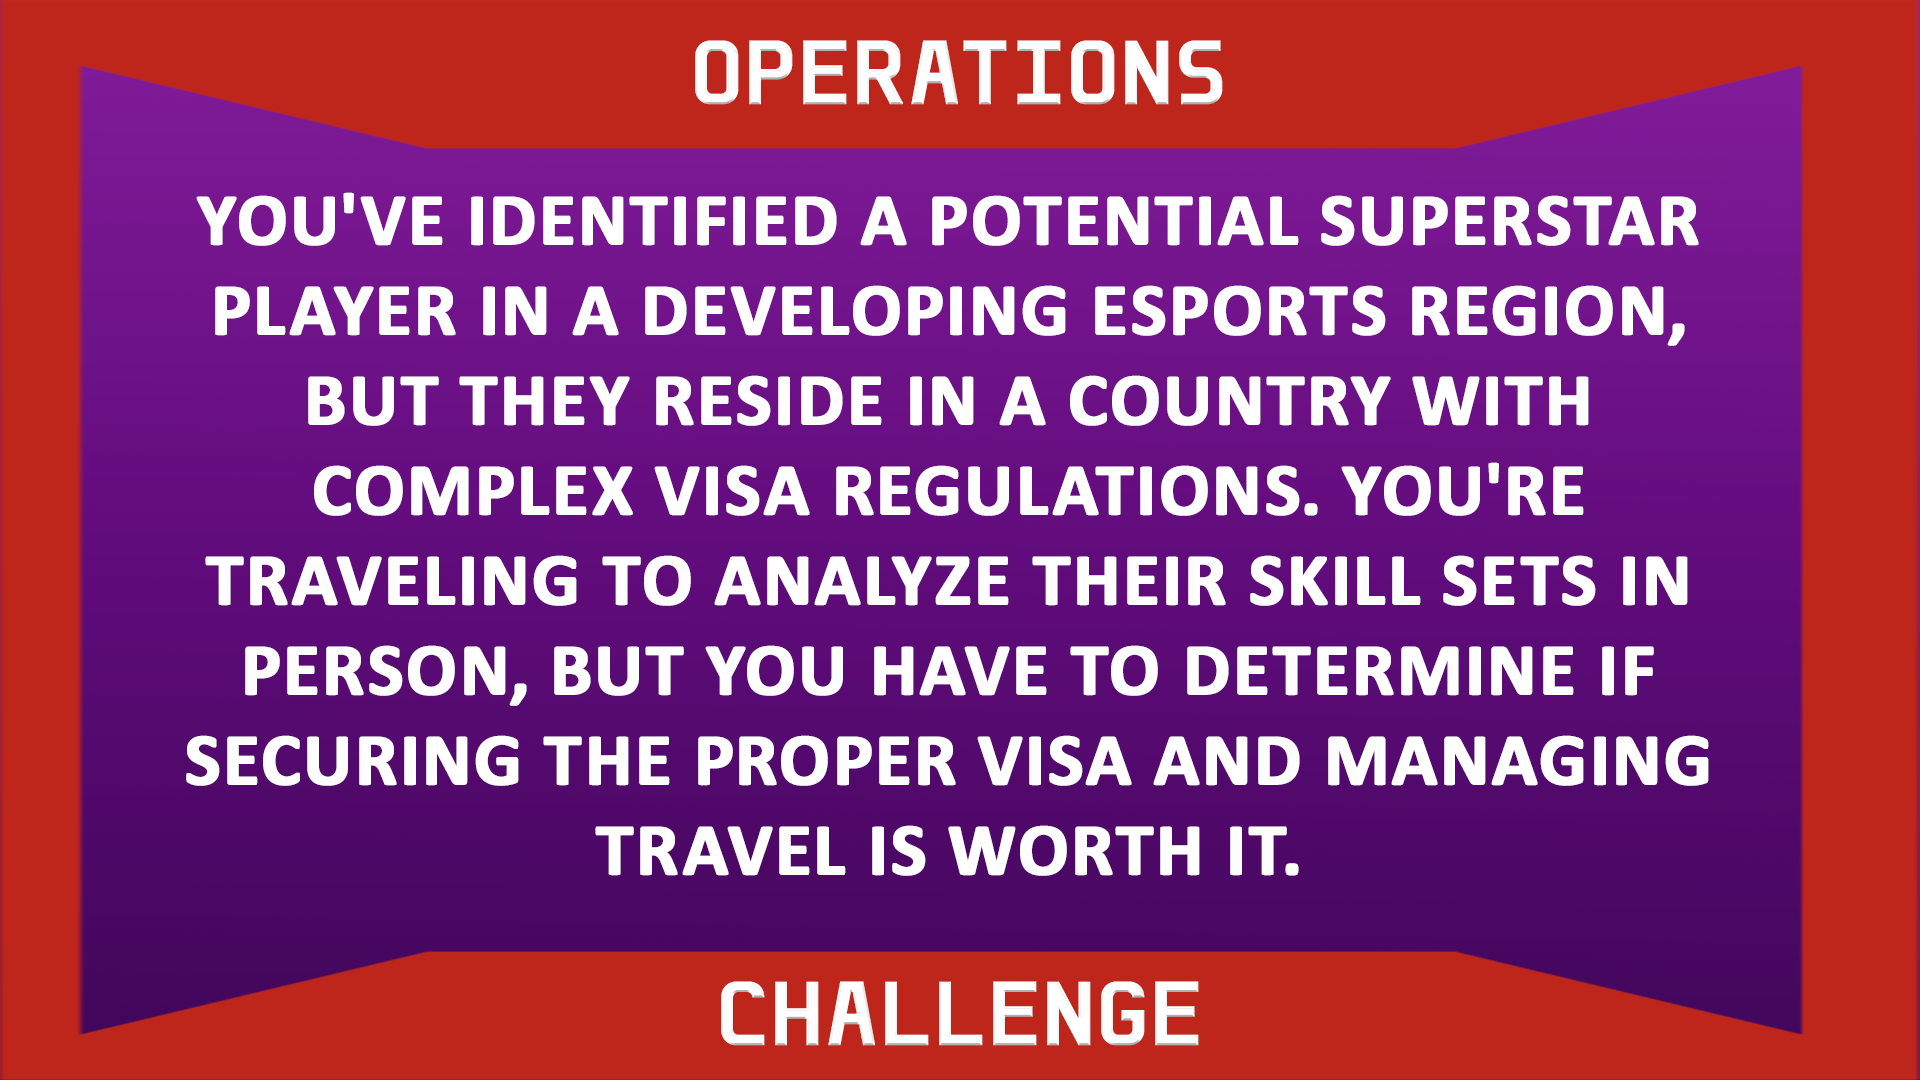 OPERATIONS
YOU'VE IDENTIFIED A POTENTIAL SUPERSTAR
PLAYER IN A DEVELOPING ESPORTS REGION,
BUT THEY RESIDE IN A COUNTRY WITH
COMPLEX VISA REGULATIONS. YOU'RE
TRAVELING TO ANALYZE THEIR SKILL SETS IN
PERSON, BUT YOU HAVE TO DETERMINE IF
SECURING THE PROPER VISA AND MANAGING
TRAVEL IS WORTH IT.
CHALLENGE